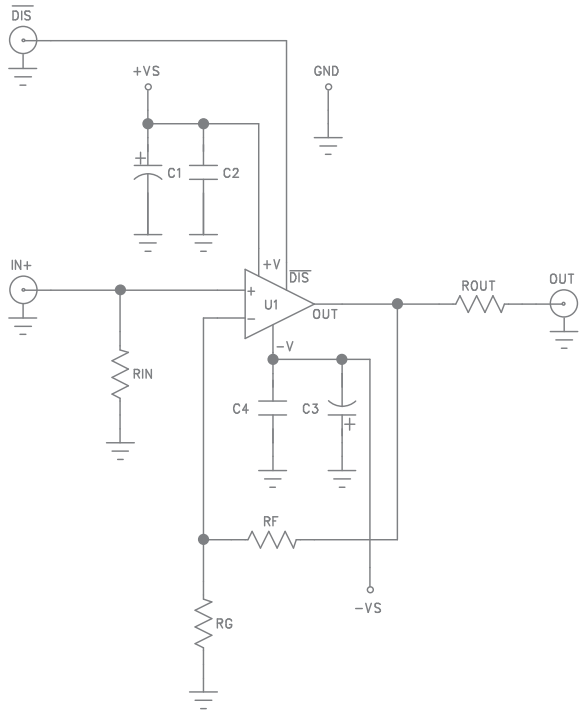 DIS
+VS
GND
+
C1
C2
IN+
+V
DIS
+
U1
−
OUT
ROUT
OUT
−V
RIN
C4
C3
+
RF
−VS
RG